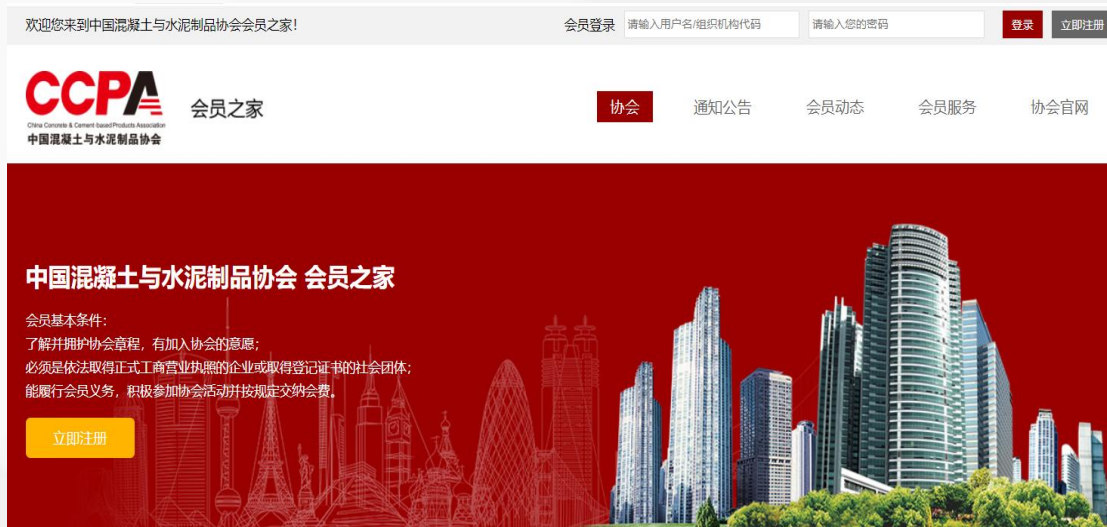 欢迎您来到中国混凝土与水泥制品协会会员之家！
会员登录 请输入用户名/组织机构代码 请输入您的密码 登录 立即注册
CCPA
China Concrete & Cement-based Products Association
中国混凝土与水泥制品协会
会员之家
协会 通知公告 会员动态 会员服务 协会官网
中国混凝土与水泥制品协会 会员之家
会员基本条件：
了解并拥护协会章程，有加入协会的意愿；
必须是依法取得正式工商营业执照的企业或取得登记证书的社会团体；
能履行会员义务，积极参加协会活动并按规定交纳会费。
立即注册